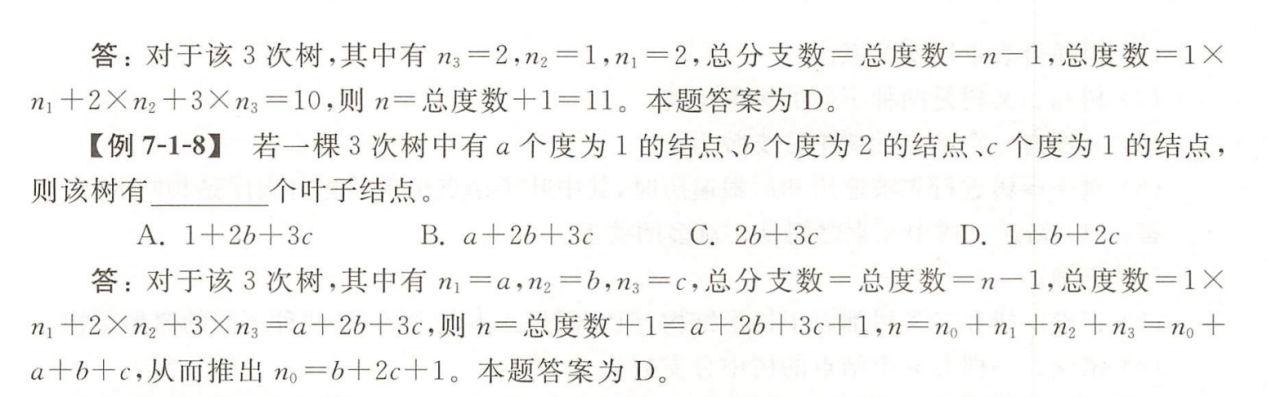 答：对于该 3 次树,其中有 n₃=2,n₂=1,n₁=2,总分支数=总度数=n-1,总度数=1×
n₁+2×n₂+3×n₃=10,则 n=总度数+1=11。本题答案为 D。
【例 7-1-8】 若一棵 3 次树中有 a 个度为 1 的结点、b 个度为 2 的结点、c 个度为 1 的结点,
则该树有________个叶子结点。
A. 1+2b+3c B. a+2b+3c C. 2b+3c D. 1+b+2c
答：对于该 3 次树,其中有 n₁=a,n₂=b,n₃=c,总分支数=总度数=n-1,总度数=1×
n₁+2×n₂+3×n₃=a+2b+3c,则 n=总度数+1=a+2b+3c+1,n=n₀+n₁+n₂+n₃=n₀+
a+b+c,从而推出 n₀=b+2c+1。本题答案为 D。